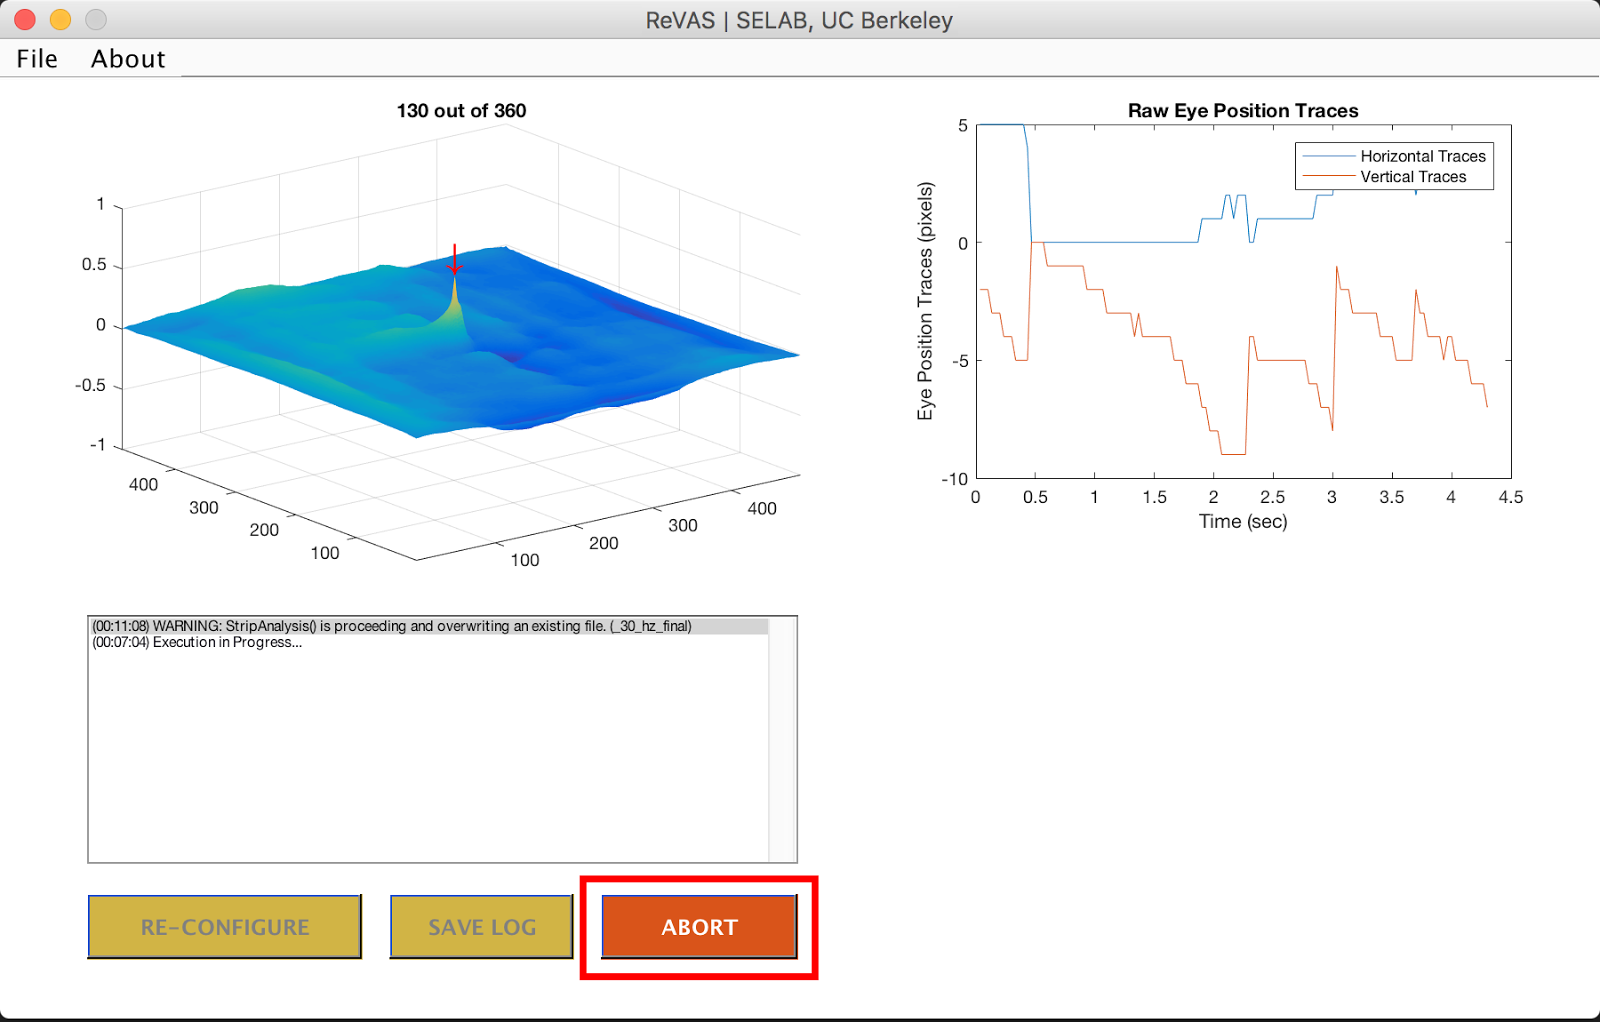 ReVAS | SELAB, UC Berkeley
File About
130 out of 360
1
0.5
0
-0.5
-1
400
300
200
100
100
200
300
400
Raw Eye Position Traces
Horizontal Traces
Vertical Traces
Eye Position Traces (pixels)
5
0
-5
-10
0 0.5 1 1.5 2 2.5 3 3.5 4 4.5
Time (sec)
(00:11:08) WARNING: StripAnalysis() is proceeding and overwriting an existing file. (_30_hz_final)
(00:07:04) Execution in Progress...
RE-CONFIGURE
SAVE LOG
ABORT